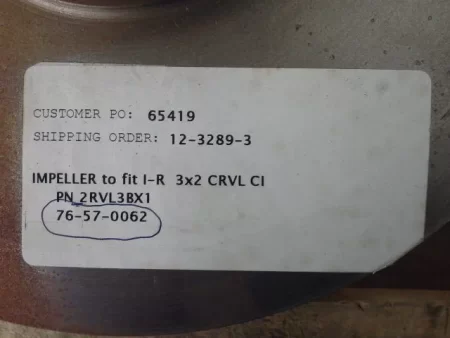 CUSTOMER PO: 65419
SHIPPING ORDER: 12-3289-3
IMPELLER to fit I-R 3x2 CRVL CI
PN 2RVL3BX1
76-57-0062